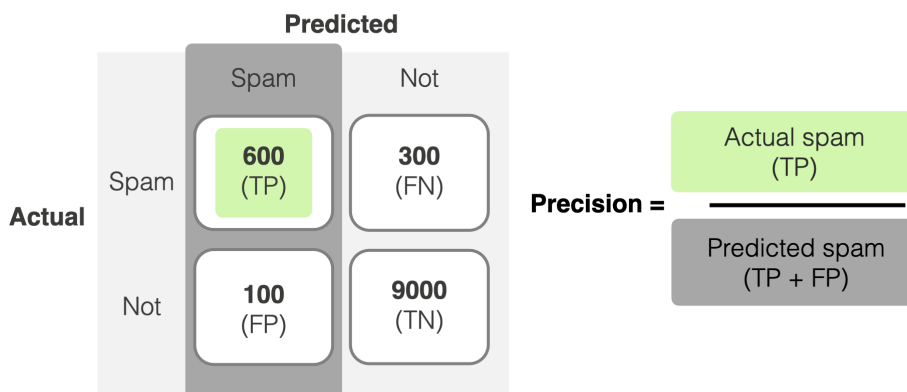 Predicted
Spam
Not
Spam
600
(TP)
300
(FN)
Actual
Not
100
(FP)
9000
(TN)
Precision =
Actual spam
(TP)
Predicted spam
(TP + FP)